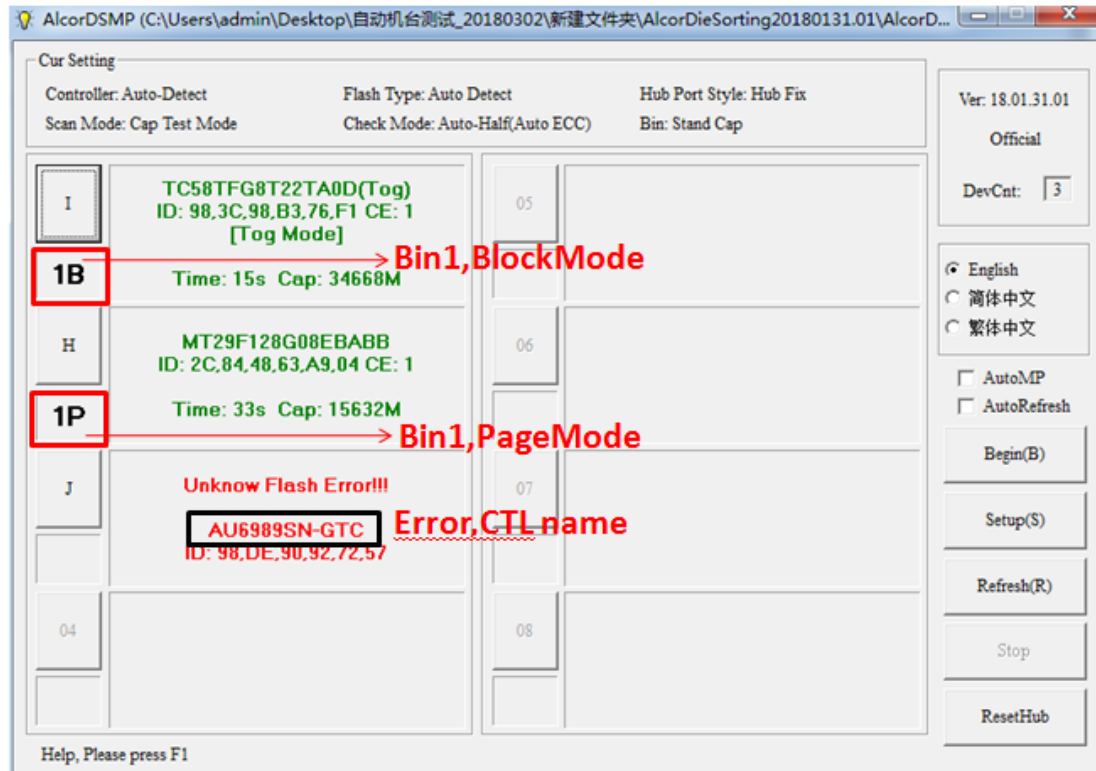 AlcorDSMP (C:\Users\admin\Desktop\自动机台测试_20180302\新建文件夹\AlcorDieSorting20180131.01\AlcorD...
Cur Setting
Controller: Auto-Detect Flash Type: Auto Detect Hub Port Style: Hub Fix
Scan Mode: Cap Test Mode Check Mode: Auto-Half(Auto ECC) Bin: Stand Cap
Ver: 18.01.31.01
Official
DevCnt: 3
I
TC58TFG8T22TA0D(Tog)
ID: 98,3C,98,B3,76,F1 CE: 1
[Tog Mode]
1B
Time: 15s Cap: 34668M
Bin1,BlockMode
H
MT29F128G08EBABB
ID: 2C,84,48,63,A9,04 CE: 1
1P
Time: 33s Cap: 15632M
Bin1,PageMode
J
Unknow Flash Error!!!
AU6989SN-GTC
Error,CTL name
ID: 98,DE,90,92,72,57
04
05
06
07
08
English
简体中文
繁体中文
AutoMP
AutoRefresh
Begin(B)
Setup(S)
Refresh(R)
Stop
ResetHub
Help, Please press F1